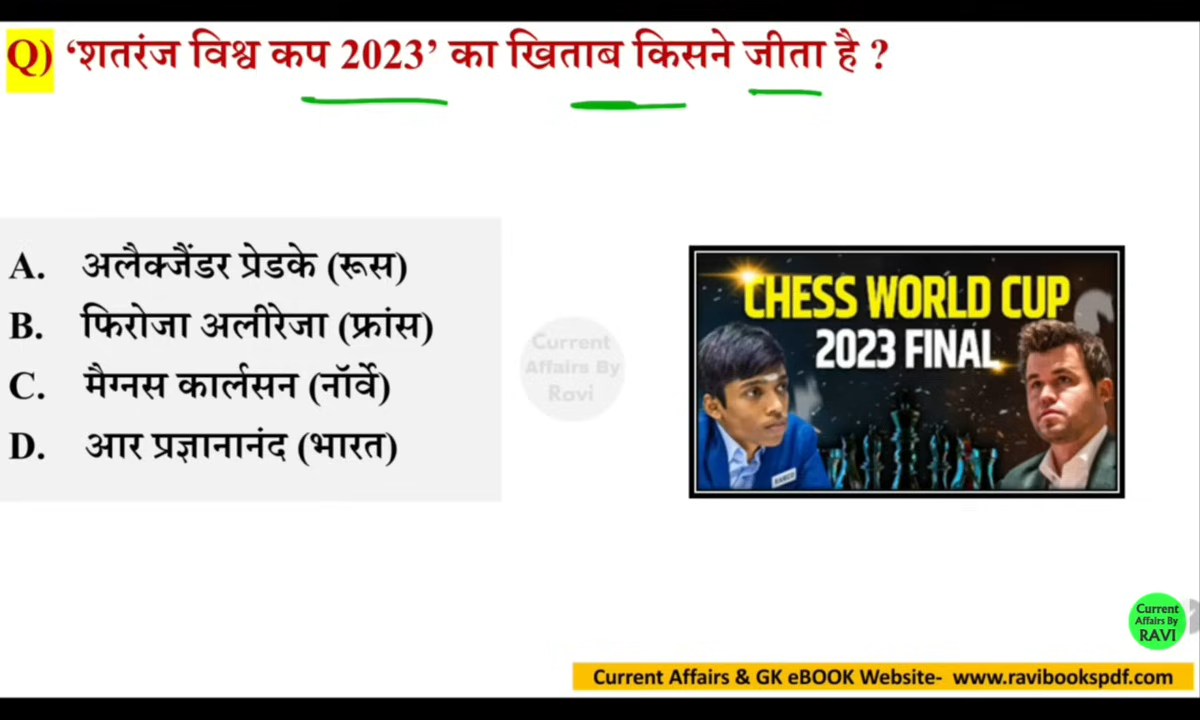 Q) ‘शतरंज विश्व कप 2023’ का खिताब किसने जीता है ?
A. अलैक्जैंडर प्रेडके (रूस)
B. फिरोजा अलीरेजा (फ्रांस)
C. मैग्नस कार्लसन (नॉर्वे)
D. आर प्रज्ञानानंद (भारत)
Current
Affairs By
Ravi
CHESS WORLD CUP
2023 FINAL
Current
Affairs By
RAVI
Current Affairs & GK eBOOK Website- www.ravibookspdf.com